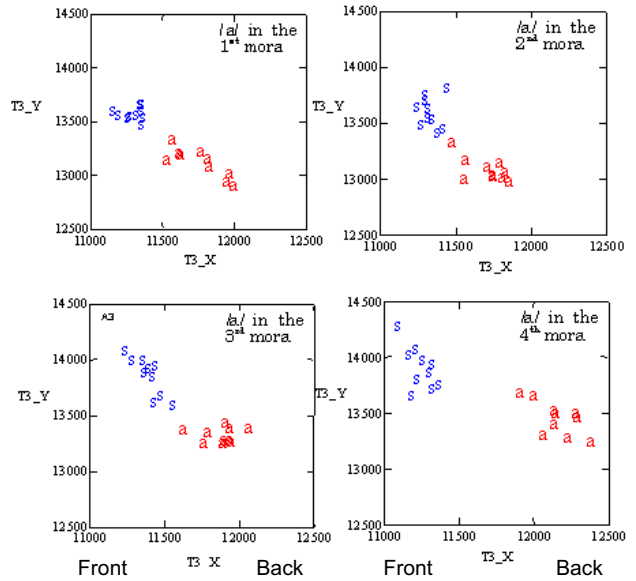 /a/ in the
1st mora
14500
14000
T3_Y
13500
13000
12500
11000 11500 12000 12500
T3_X
/a/ in the
2nd mora
14500
14000
T3_Y
13500
13000
12500
11000 11500 12000 12500
T3_X
A3
/a/ in the
3rd mora
14500
14000
T3_Y
13500
13000
12500
11000 11500 12000 12500
T3_X
Front Back
/a/ in the
4th mora
14500
14000
T3_Y
13500
13000
12500
11000 11500 12000 12500
T3_X
Front Back